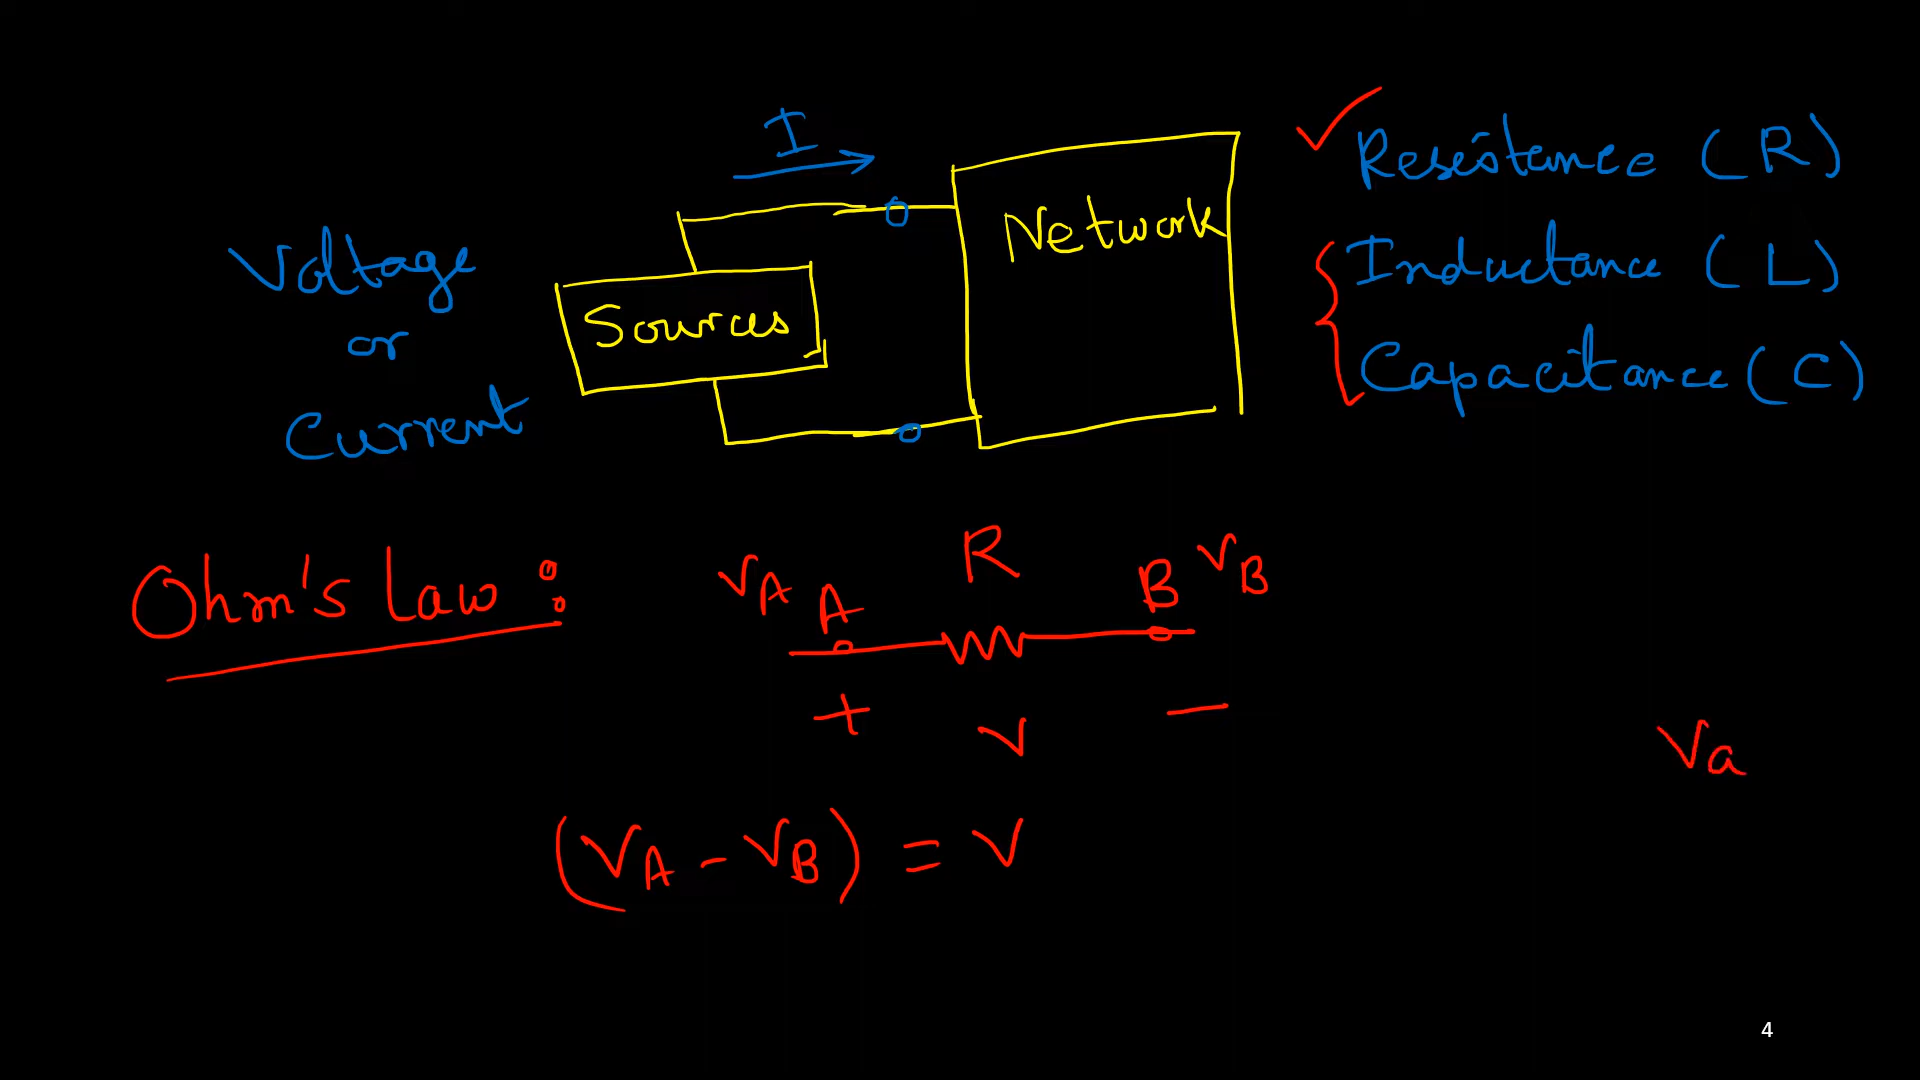 I
Resistance (R)
Network
Voltage
or
Current
Sources
Inductance (L)
Capacitance (C)
Ohm's Law :
VA A
R
B VB
+ V −
Va
(VA - VB) = V
4